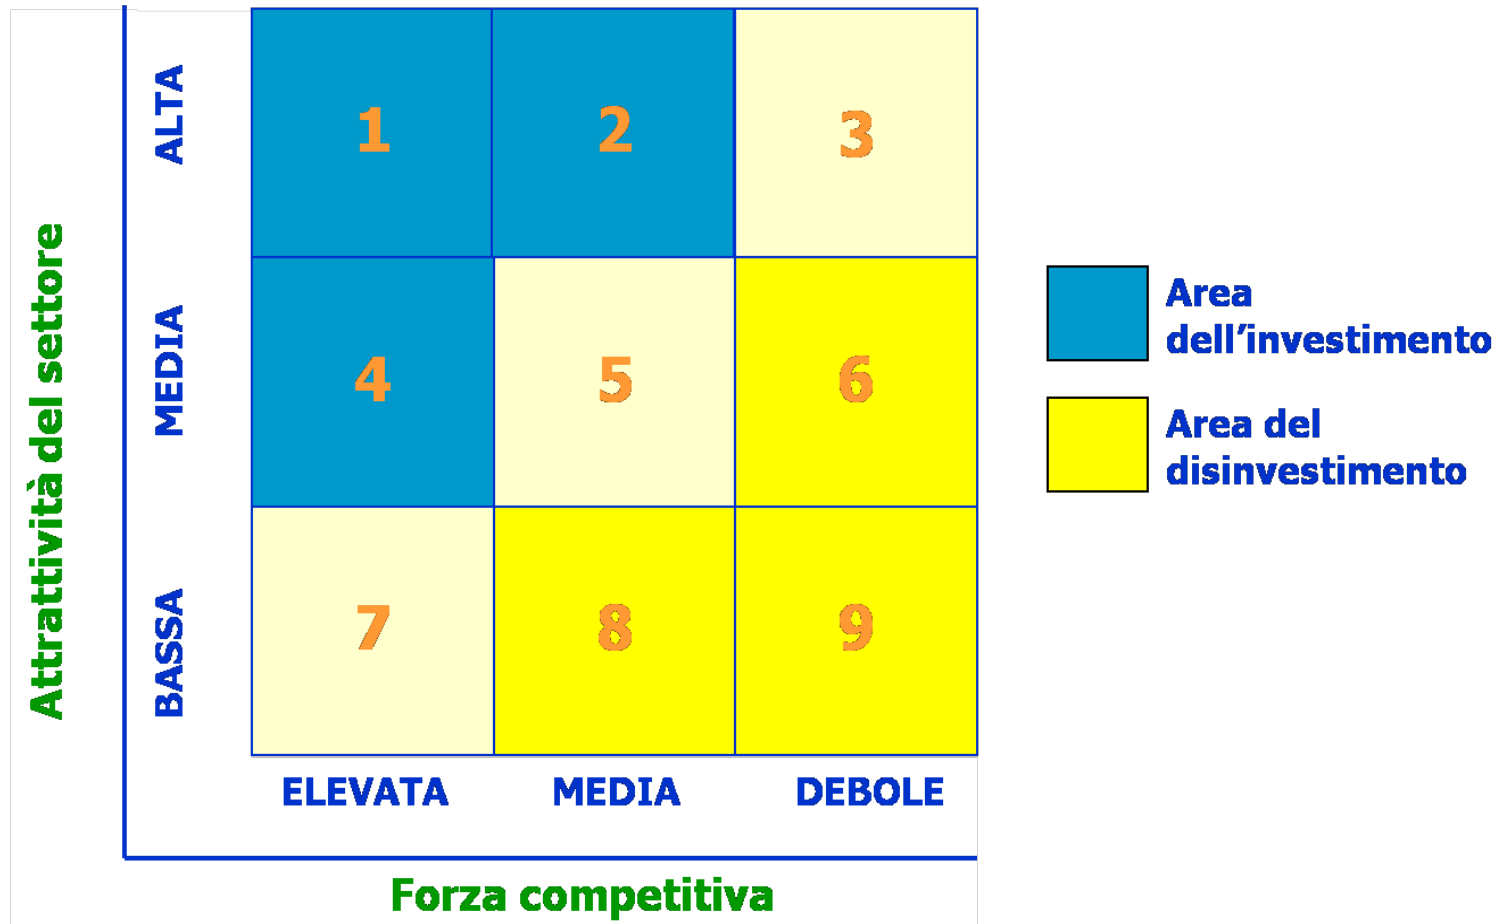 Attrattività del settore
ALTA
MEDIA
BASSA
1
2
3
4
5
6
7
8
9
ELEVATA
MEDIA
DEBOLE
Forza competitiva
Area
dell’investimento
Area del
disinvestimento